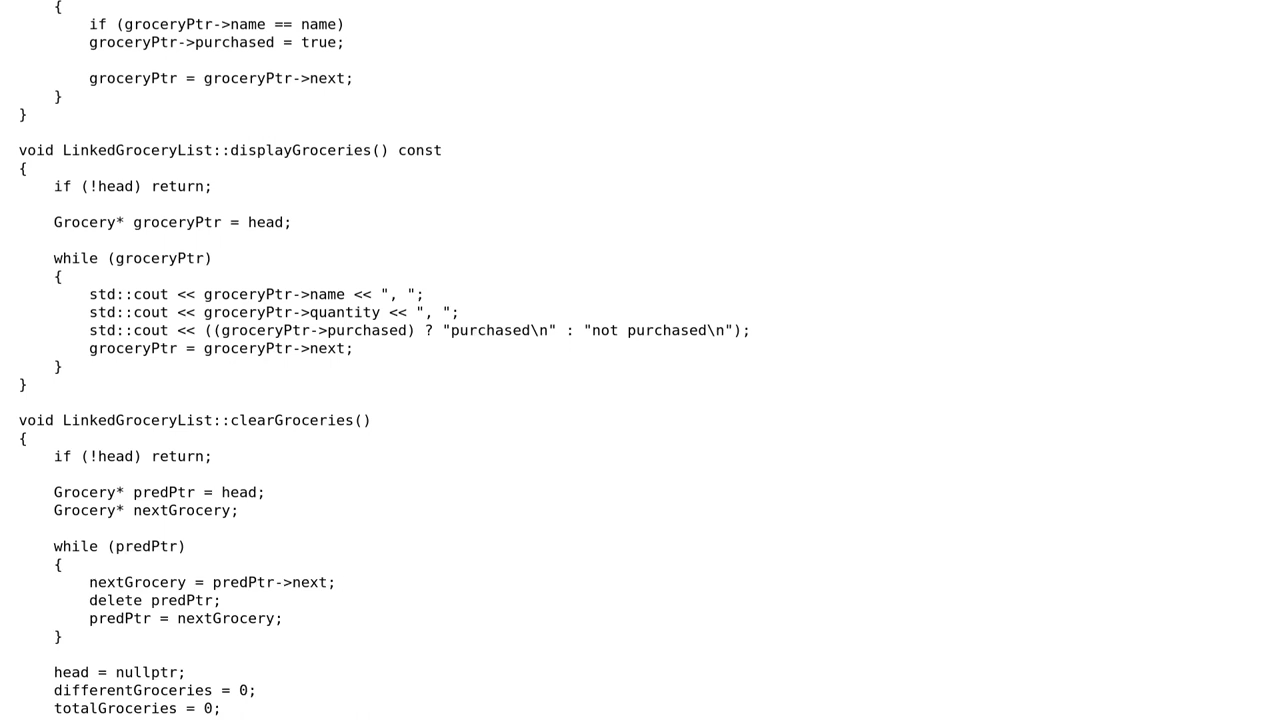 {
        if (groceryPtr->name == name)
        groceryPtr->purchased = true;

        groceryPtr = groceryPtr->next;
    }
}

void LinkedGroceryList::displayGroceries() const
{
    if (!head) return;

    Grocery* groceryPtr = head;

    while (groceryPtr)
    {
        std::cout << groceryPtr->name << ", ";
        std::cout << groceryPtr->quantity << ", ";
        std::cout << ((groceryPtr->purchased) ? "purchased\n" : "not purchased\n");
        groceryPtr = groceryPtr->next;
    }
}

void LinkedGroceryList::clearGroceries()
{
    if (!head) return;

    Grocery* predPtr = head;
    Grocery* nextGrocery;

    while (predPtr)
    {
        nextGrocery = predPtr->next;
        delete predPtr;
        predPtr = nextGrocery;
    }

    head = nullptr;
    differentGroceries = 0;
    totalGroceries = 0;